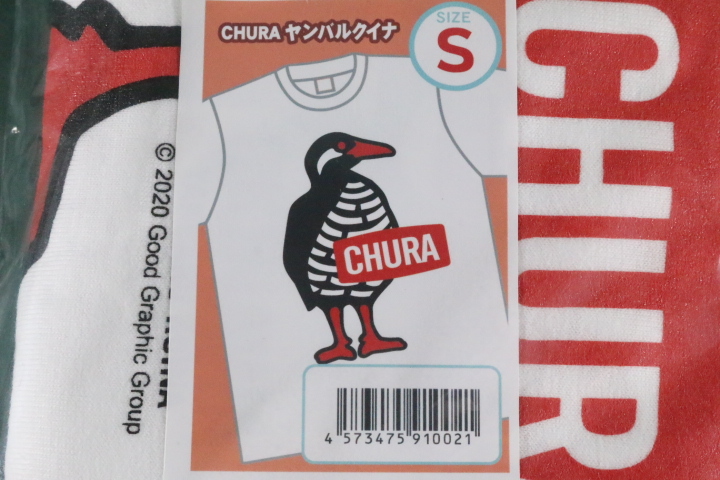 CHURA ヤンバルクイナ
SIZE
S
CHURA
4 573475 910021
© 2020 Good Graphic Group
CHUR